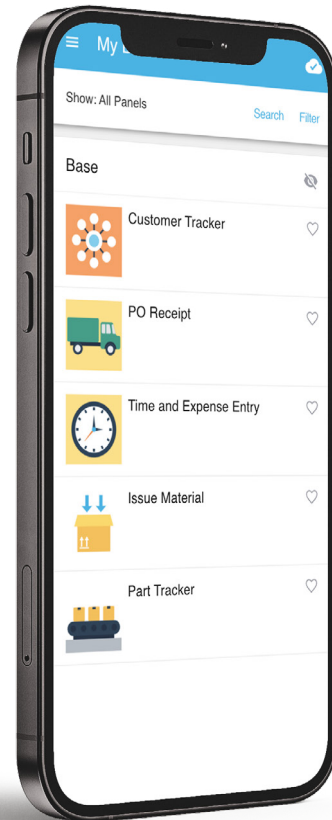 My
Show: All Panels
Search Filter
Base
Customer Tracker
PO Receipt
Time and Expense Entry
Issue Material
Part Tracker